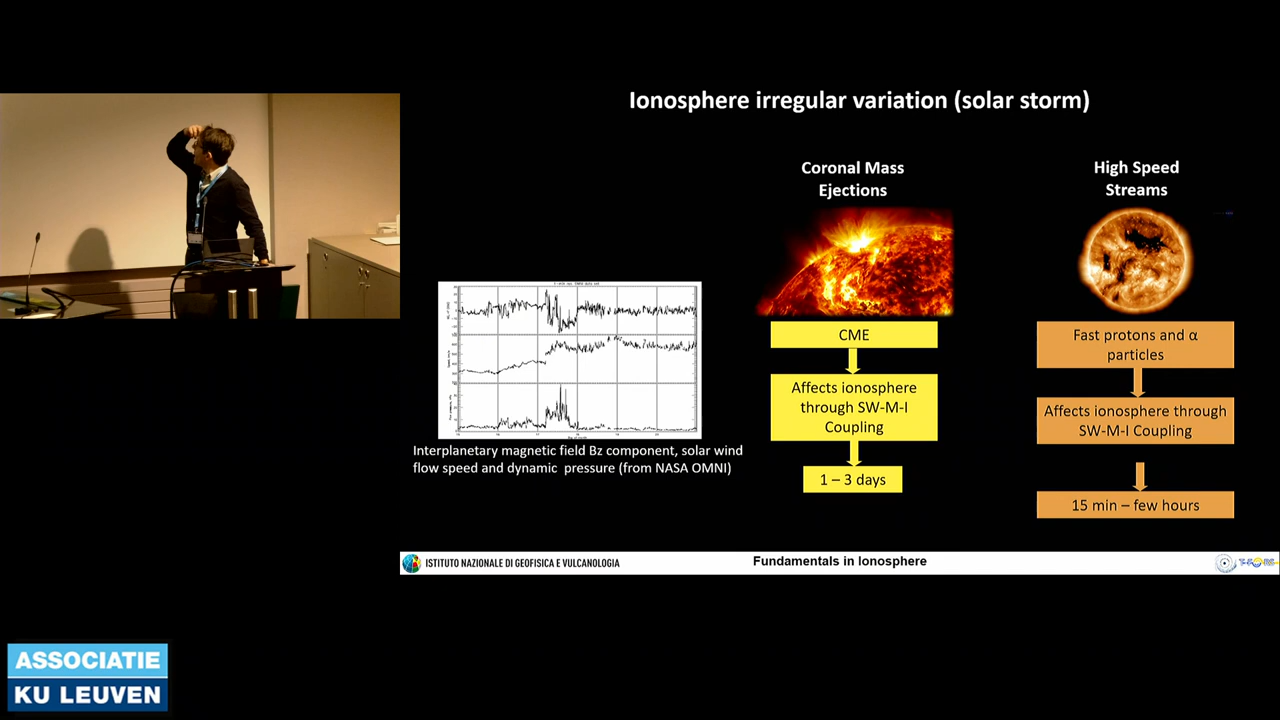 Ionosphere irregular variation (solar storm)
Coronal Mass
Ejections
High Speed
Streams
CME
Affects ionosphere
through SW-M-I
Coupling
1 – 3 days
Fast protons and α
particles
Affects ionosphere through
SW-M-I Coupling
15 min – few hours
Interplanetary magnetic field Bz component, solar wind
flow speed and dynamic pressure (from NASA OMNI)
ISTITUTO NAZIONALE DI GEOFISICA E VULCANOLOGIA
Fundamentals in Ionosphere
ASSOCIATIE
KU LEUVEN